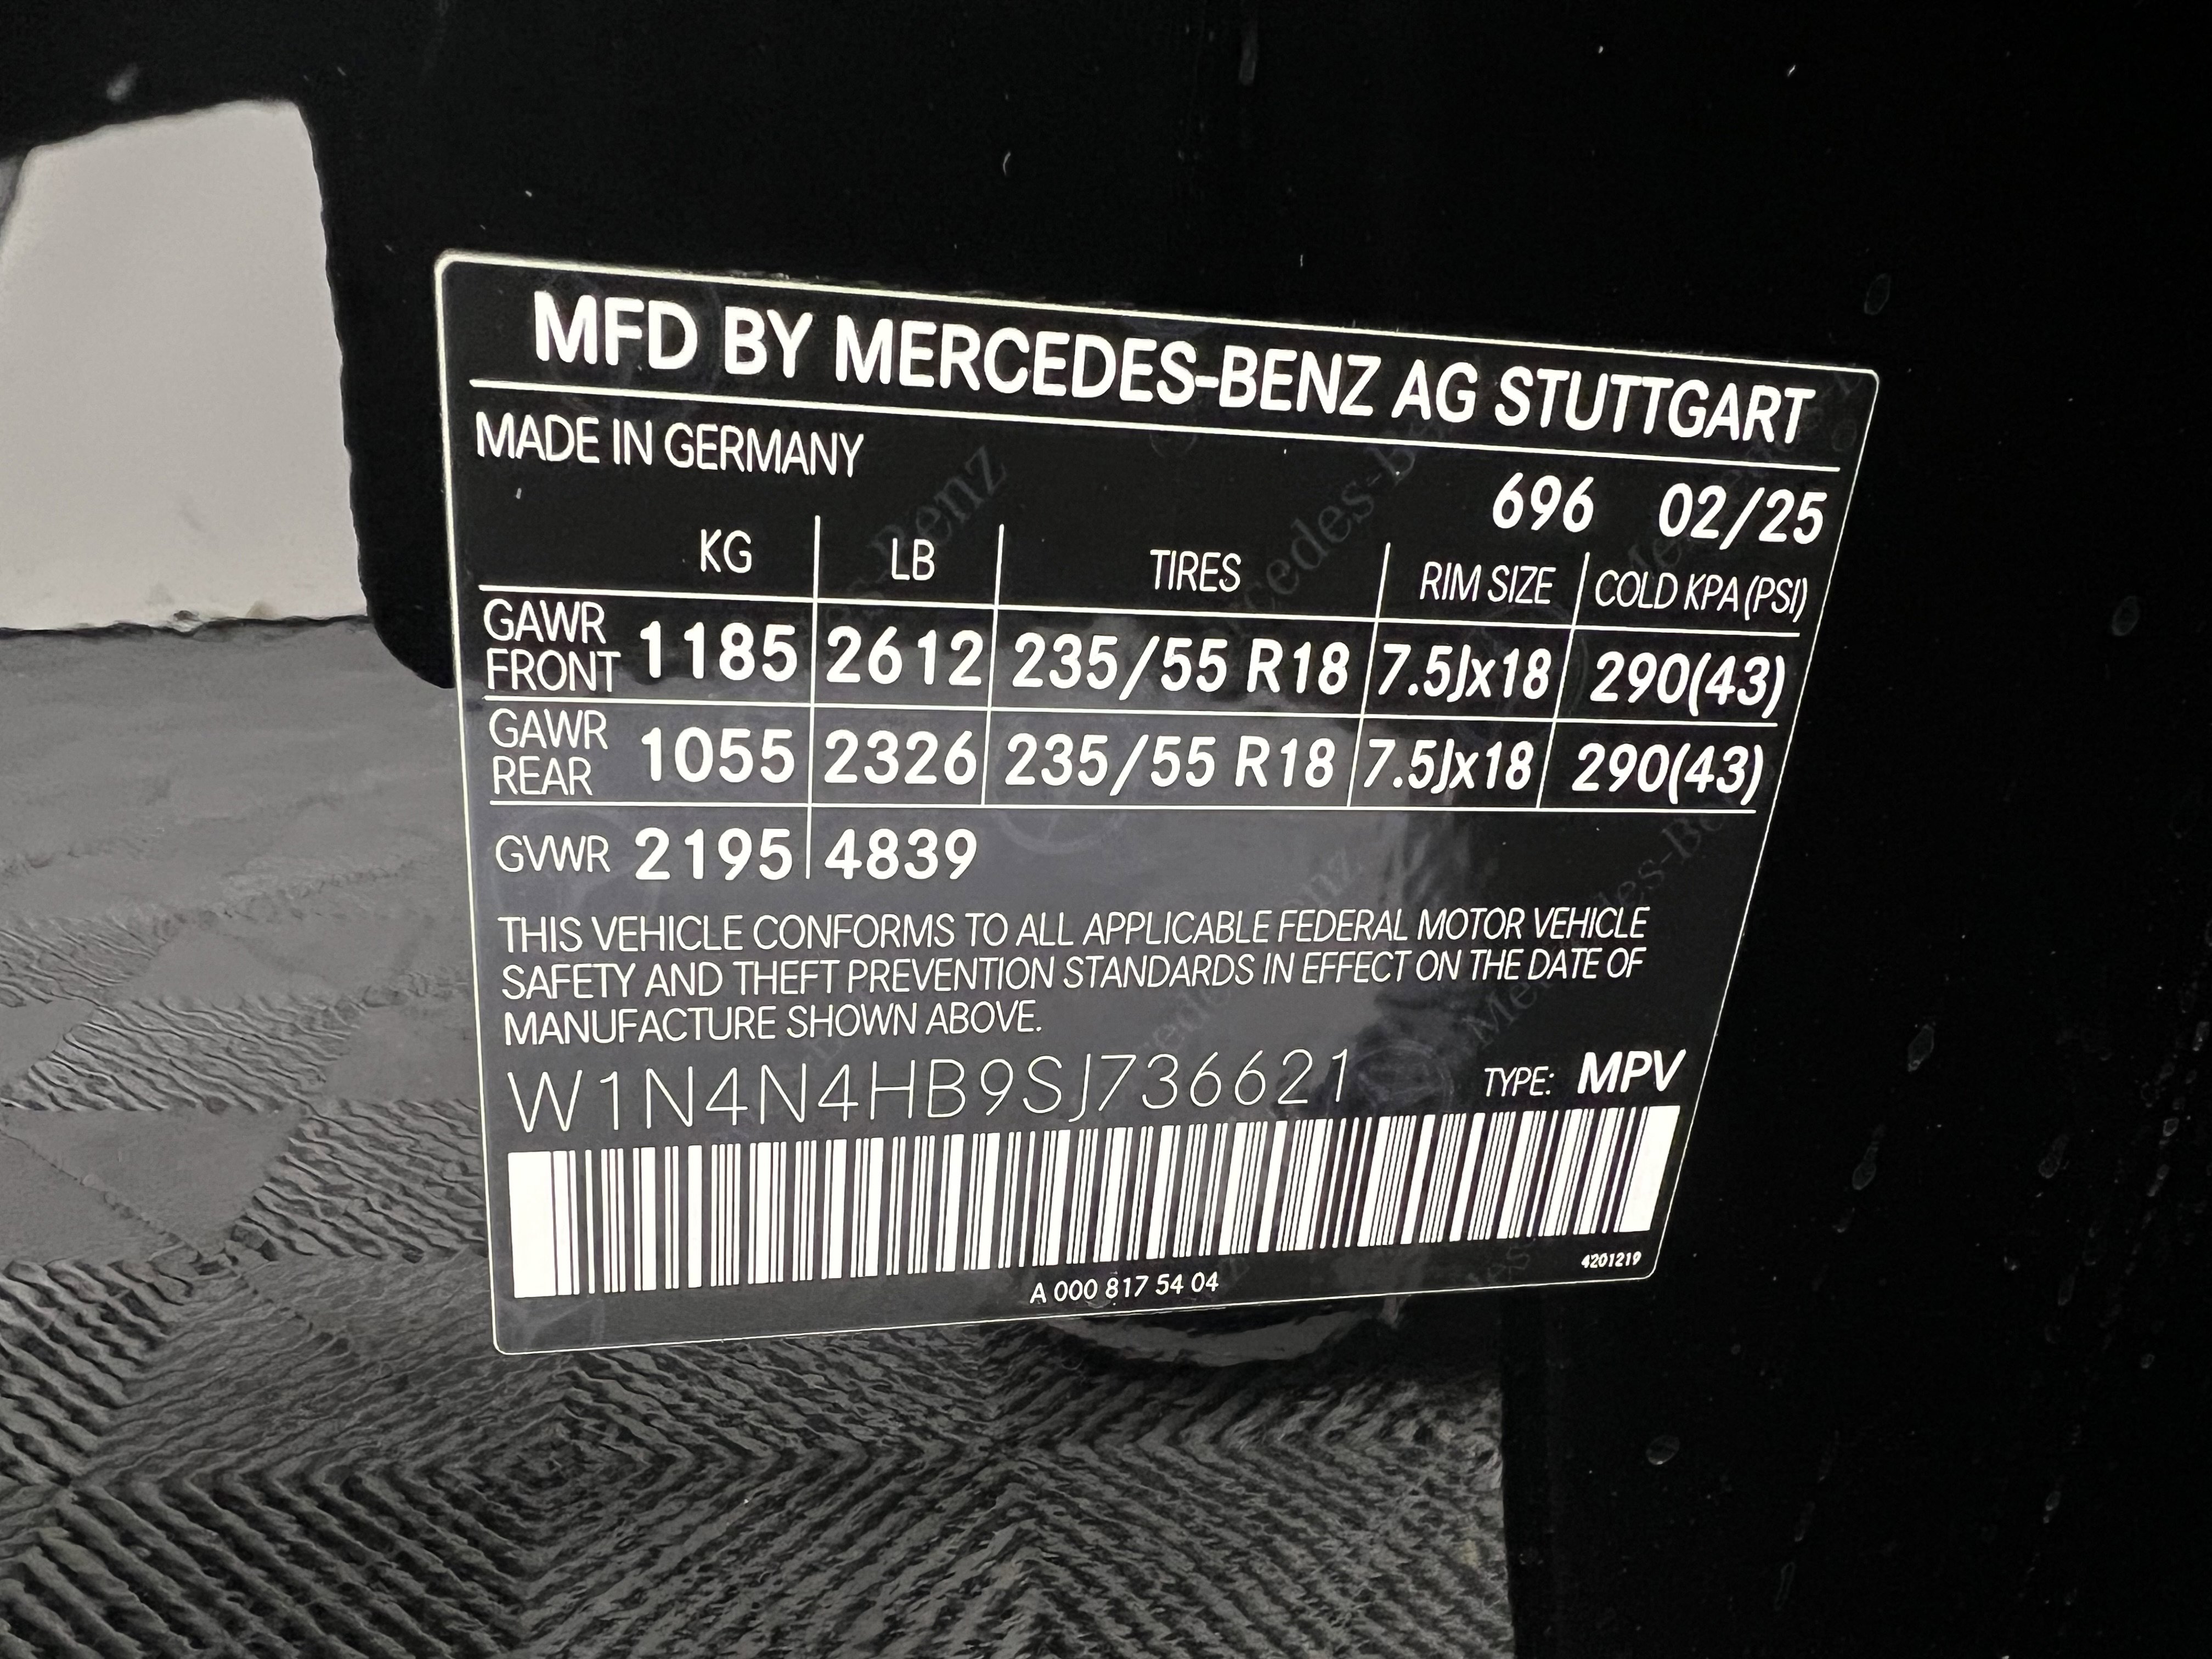 MFD BY MERCEDES-BENZ AG STUTTGART
MADE IN GERMANY
696 02/25
KG LB TIRES RIM SIZE COLD KPA (PSI)
GAWR FRONT 1185 2612 235/55 R18 7.5Jx18 290(43)
GAWR REAR 1055 2326 235/55 R18 7.5Jx18 290(43)
GVWR 2195 4839
THIS VEHICLE CONFORMS TO ALL APPLICABLE FEDERAL MOTOR VEHICLE
SAFETY AND THEFT PREVENTION STANDARDS IN EFFECT ON THE DATE OF
MANUFACTURE SHOWN ABOVE.
W1N4N4HB9SJ736621 TYPE: MPV
A 000 817 54 04
4201219